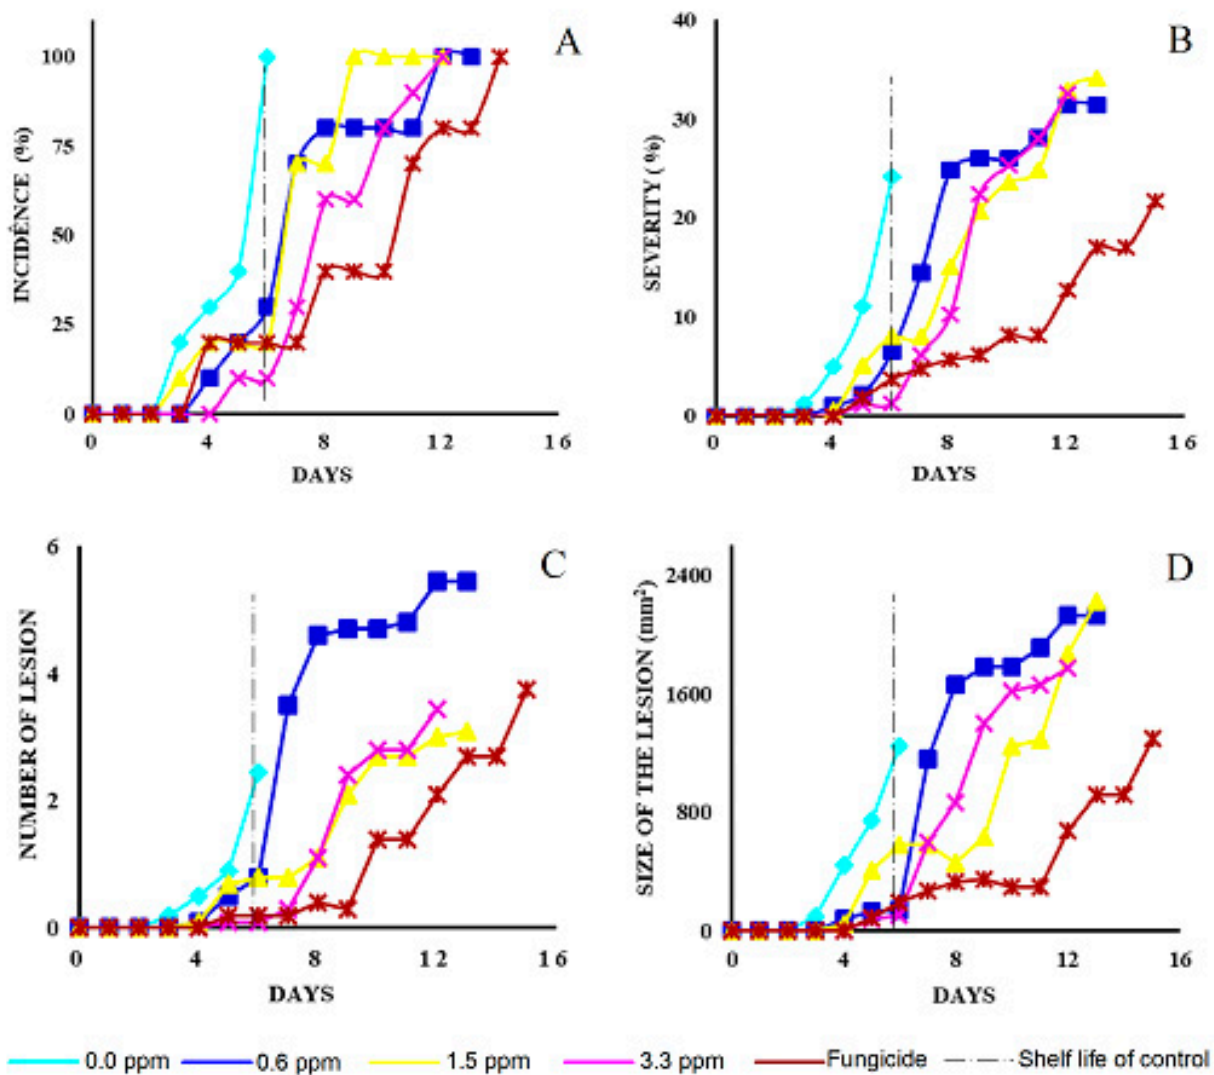 A
INCIDÊNCE (%)
100
75
50
25
0
0 4 8 12 16
DAYS
B
SEVERITY ( %)
40
30
20
10
0
0 4 8 12 16
DAYS
C
NUMBER OF LESION
6
4
2
0
0 4 8 12 16
DAYS
D
SIZE OF THE LESION (mm²)
2400
1600
800
0
0 4 8 12 16
DAYS
0.0 ppm 0.6 ppm 1.5 ppm 3.3 ppm Fungicide Shelf life of control